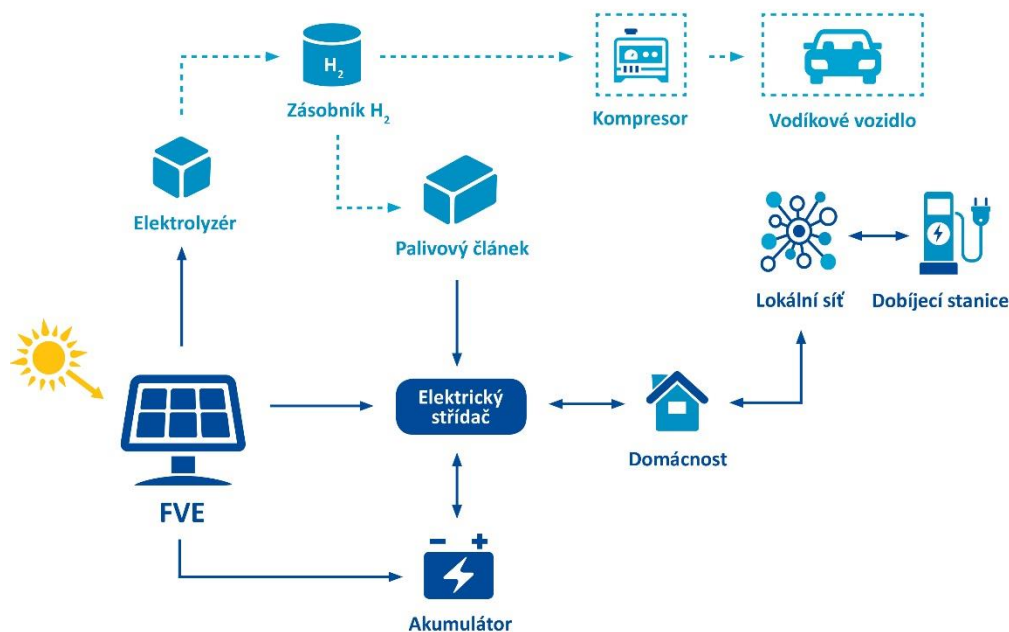 H₂
Zásobník H₂
Kompresor
Vodíkové vozidlo
Elektrolyzér
Palivový článek
Lokální síť
Dobíjecí stanice
Elektrický
střídač
Domácnost
FVE
- +
Akumulátor